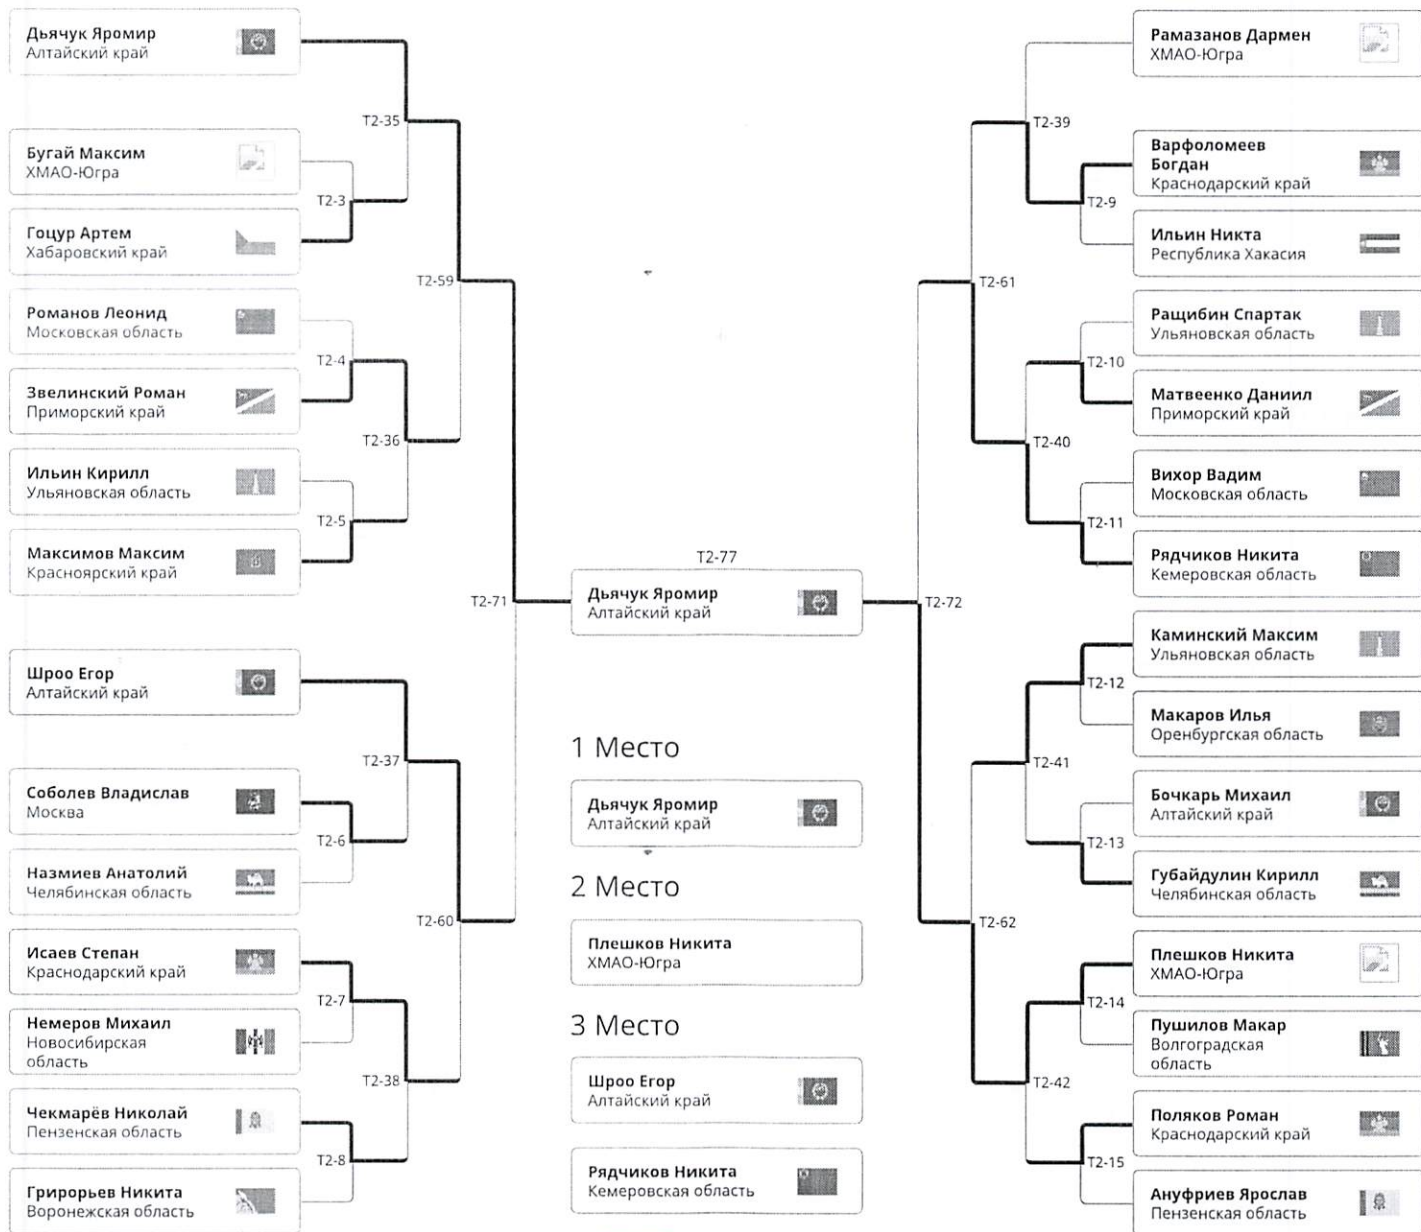 Дьячук Яромир
Алтайский край
T2-35
Бугай Максим
ХМАО-Югра
T2-3
Гоцур Артем
Хабаровский край
T2-59
Романов Леонид
Московская область
T2-4
Звелинский Роман
Приморский край
T2-36
Ильин Кирилл
Ульяновская область
T2-5
Максимов Максим
Красноярский край
T2-71
Шроо Егор
Алтайский край
T2-37
Соболев Владислав
Москва
T2-6
Назмиев Анатолий
Челябинская область
T2-60
Исаев Степан
Краснодарский край
T2-7
Немеров Михаил
Новосибирская
область
T2-38
Чекмарёв Николай
Пензенская область
T2-8
Грирорьев Никита
Воронежская область
T2-77
Дьячук Яромир
Алтайский край
1 Место
Дьячук Яромир
Алтайский край
2 Место
Плешков Никита
ХМАО-Югра
3 Место
Шроо Егор
Алтайский край
Рядчиков Никита
Кемеровская область
Рамазанов Дармен
ХМАО-Югра
T2-39
Варфоломеев
Богдан
Краснодарский край
T2-9
Ильин Никта
Республика Хакасия
T2-61
Ращибин Спартак
Ульяновская область
T2-10
Матвеенко Даниил
Приморский край
T2-40
Вихор Вадим
Московская область
T2-11
Рядчиков Никита
Кемеровская область
T2-72
Каминский Максим
Ульяновская область
T2-12
Макаров Илья
Оренбургская область
T2-41
Бочкарь Михаил
Алтайский край
T2-13
Губайдулин Кирилл
Челябинская область
T2-62
Плешков Никита
ХМАО-Югра
T2-14
Пушилов Макар
Волгоградская
область
T2-42
Поляков Роман
Краснодарский край
T2-15
Ануфриев Ярослав
Пензенская область